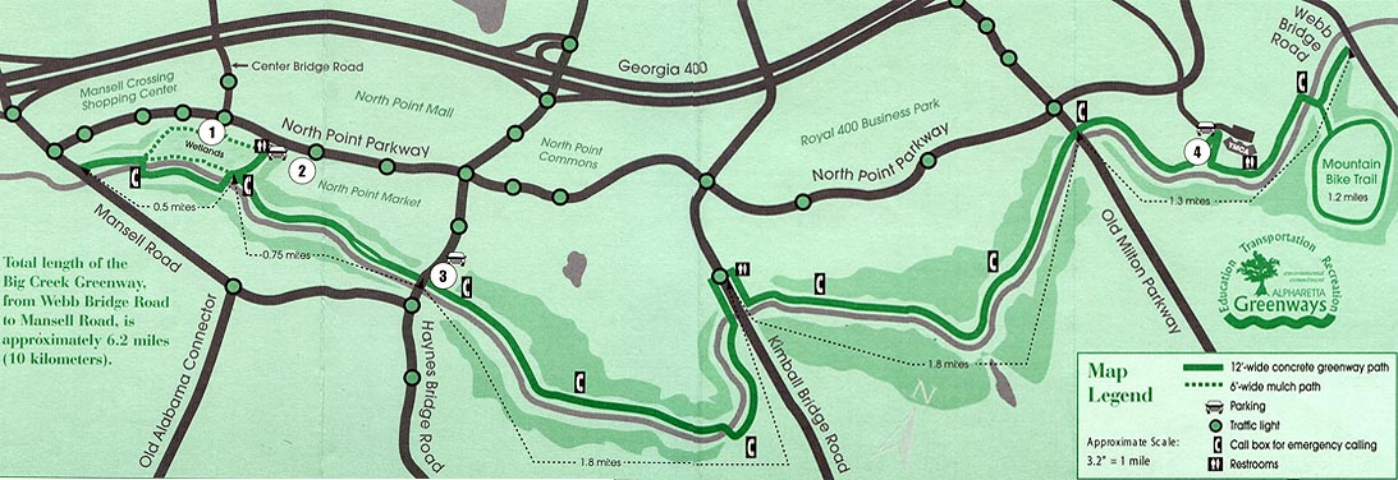 Georgia 400
Webb
Bridge
Road
Center Bridge Road
Mansell Crossing
Shopping Center
North Point Mall
Royal 400 Business Park
1
North Point Parkway
North Point
Commons
North Point Parkway
Wetlands
2
4
YMCA
Mountain
Bike Trail
1.2 miles
North Point Market
0.5 miles
1.3 miles
Mansell Road
0.75 miles
Old Milton Parkway
Total length of the
Big Creek Greenway,
from Webb Bridge Road
to Mansell Road, is
approximately 6.2 miles
(10 kilometers).
3
Education Transportation Recreation
ALPHARETTA
Greenways
Old Alabama Connector
Haynes Bridge Road
Kimball Bridge Road
1.8 miles
1.8 miles
N
Map
Legend
12'-wide concrete greenway path
6'-wide mulch path
Parking
Traffic light
Call box for emergency calling
Restrooms
Approximate Scale:
3.2" = 1 mile